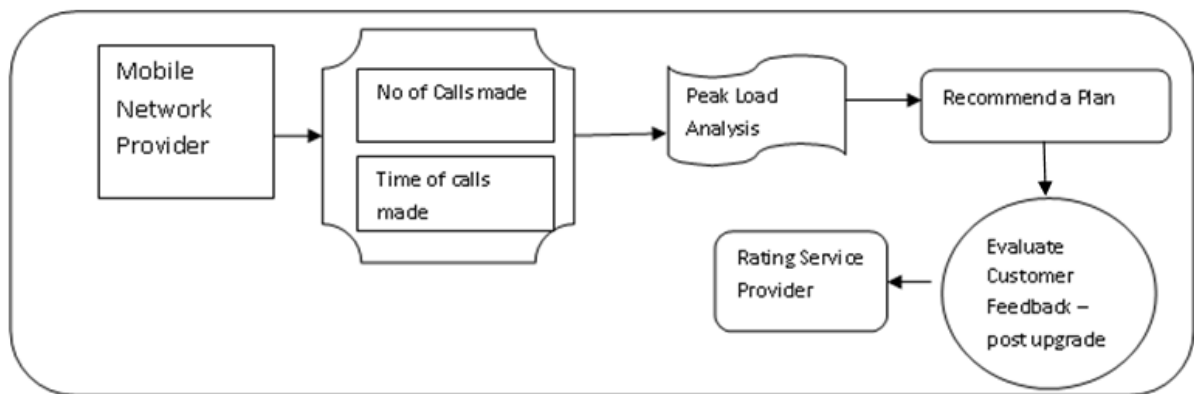 Mobile
Network
Provider
No of Calls made
Time of calls
made
Peak Load
Analysis
Recommend a Plan
Evaluate
Customer
Feedback –
post upgrade
Rating Service
Provider